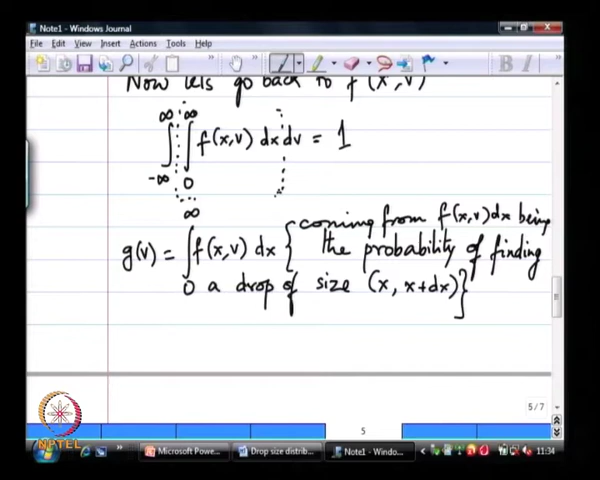 Note1 - Windows Journal
File Edit View Insert Actions Tools Help
B I
Now lets go back to f(x,v)
∫_{-∞}^{∞} ∫_{0}^{∞} f(x,v) dx dv = 1
g(v) = ∫_{0}^{∞} f(x,v) dx { coming from f(x,v)dx being
the probability of finding
a drop of size (x, x+dx) }
5/7
5
NPTEL
Microsoft Powe...
Drop size distrib...
Note1 - Windo...
11:34